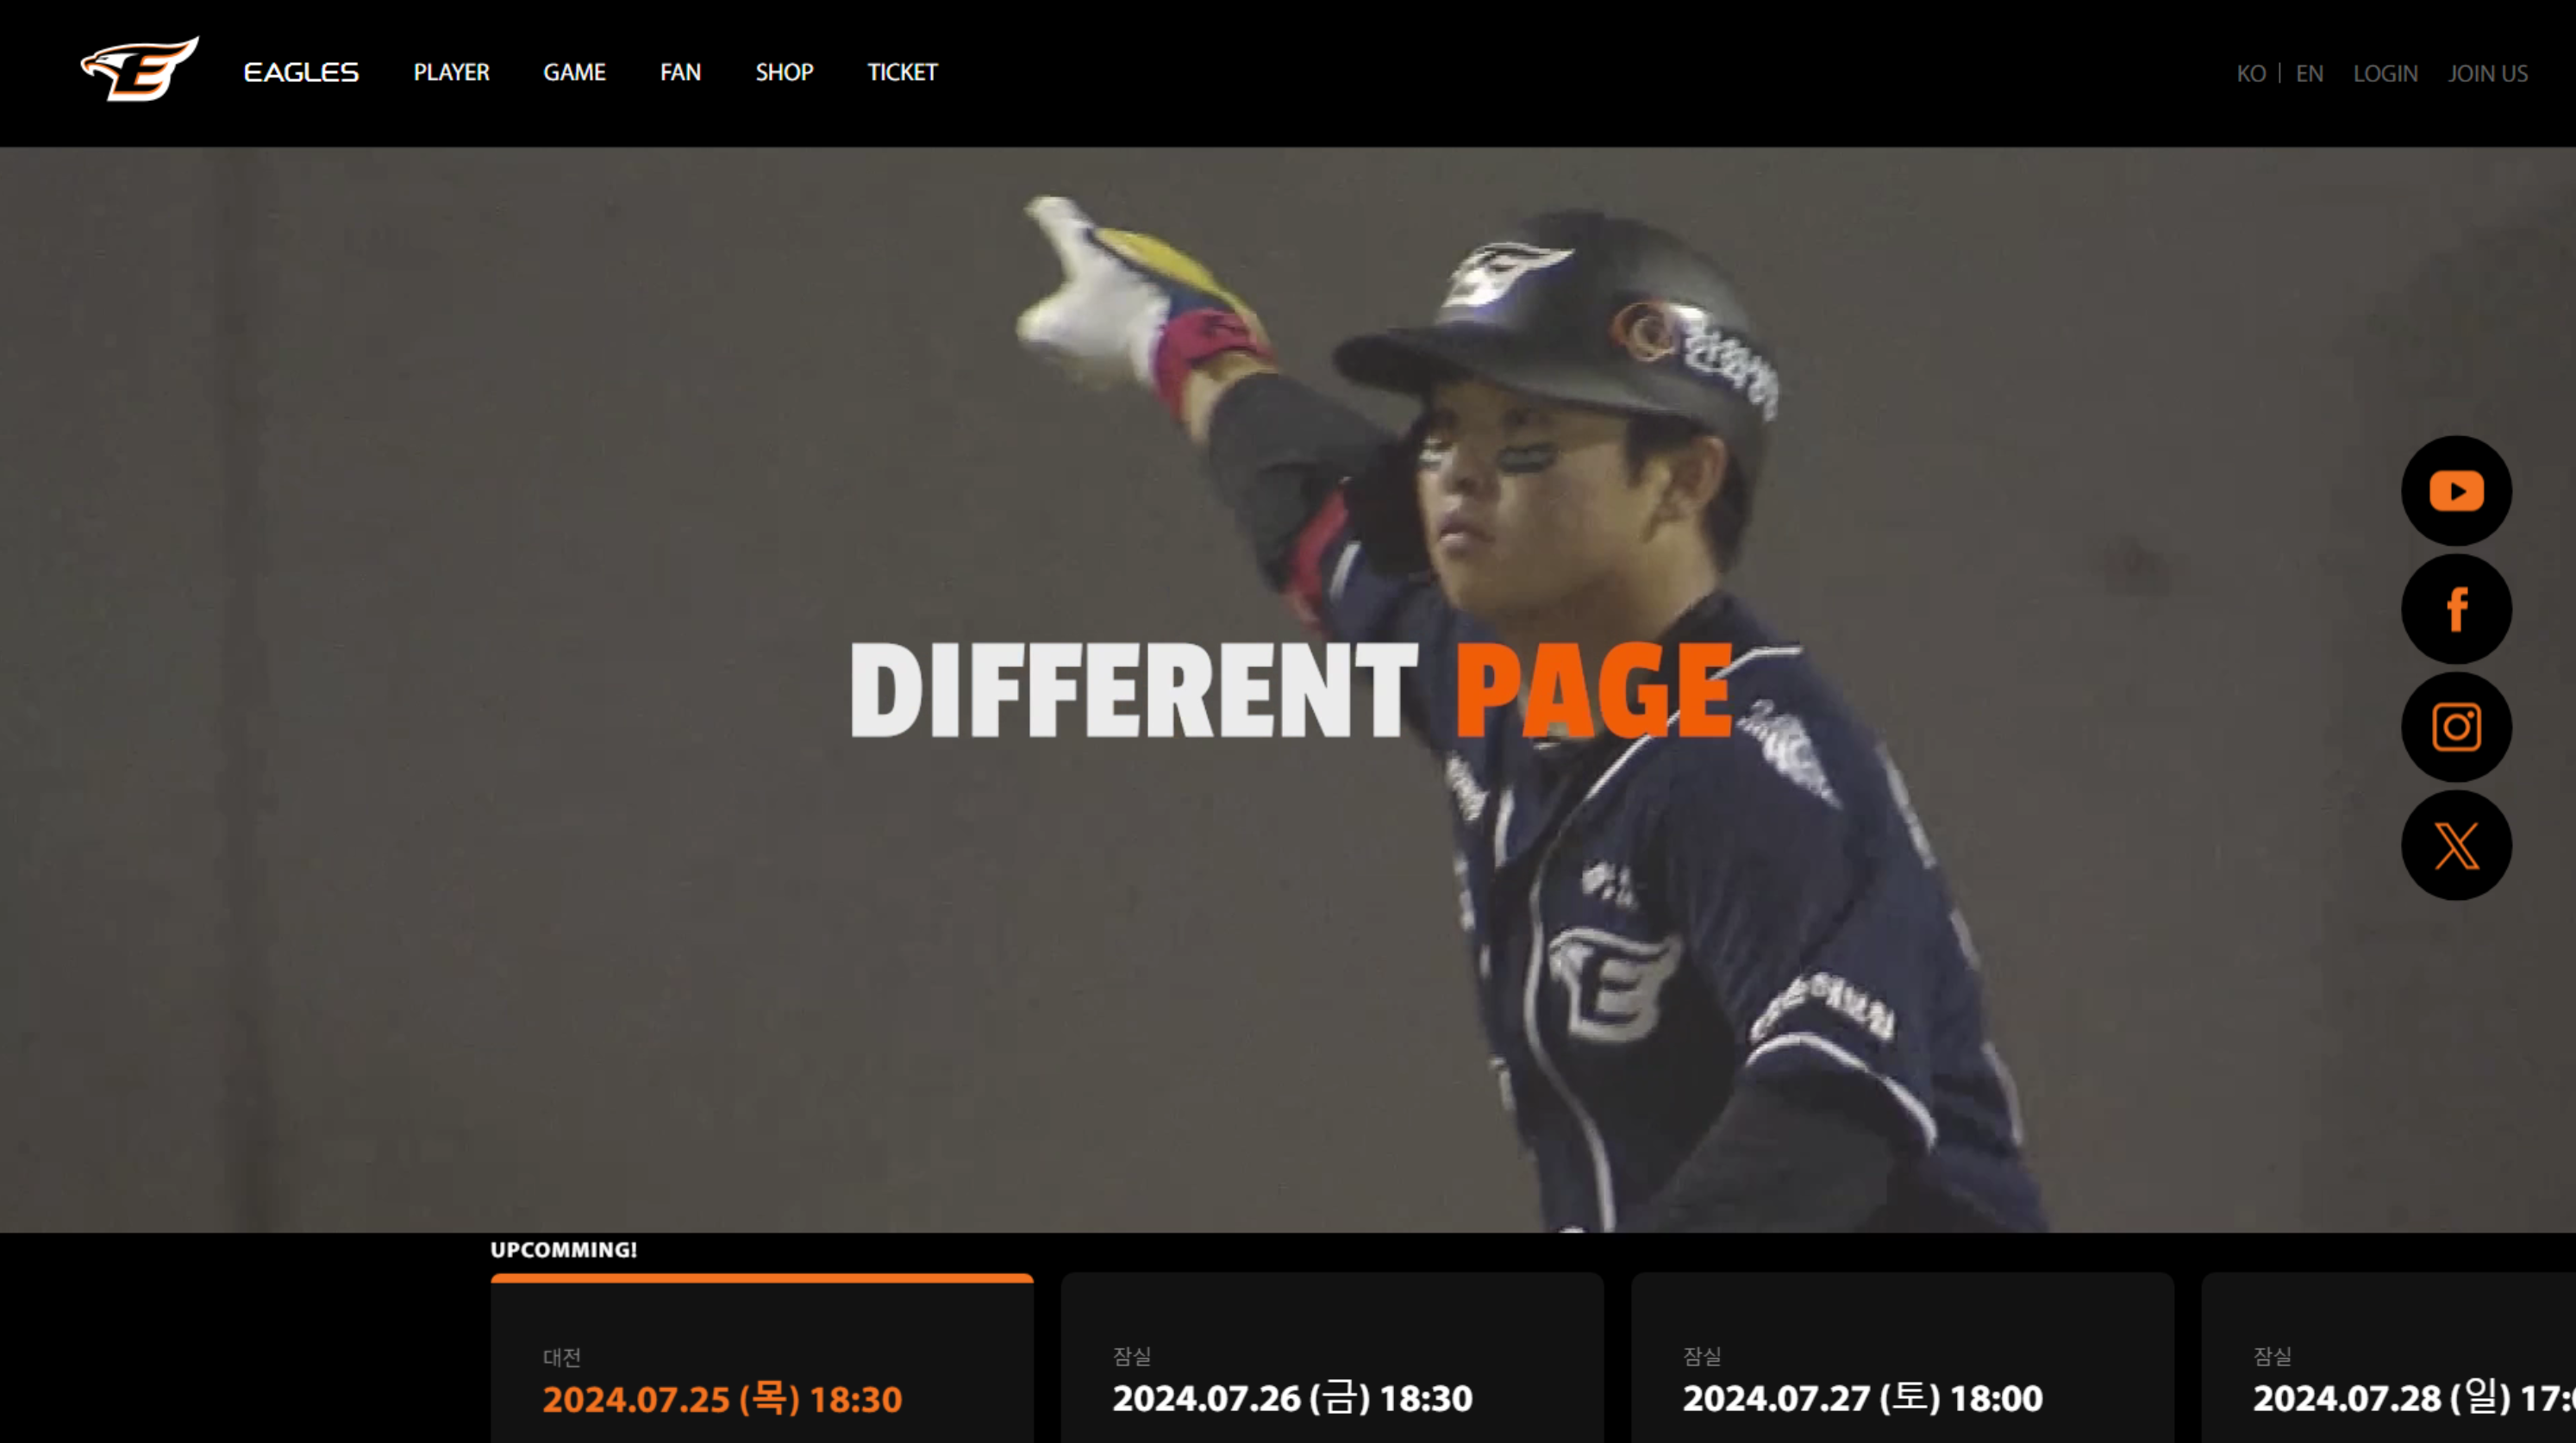 EAGLES PLAYER GAME FAN SHOP TICKET KO | EN LOGIN JOIN US
DIFFERENT PAGE
UPCOMMING!
대전 잠실 잠실 잠실
2024.07.25 (목) 18:30 2024.07.26 (금) 18:30 2024.07.27 (토) 18:00 2024.07.28 (일)